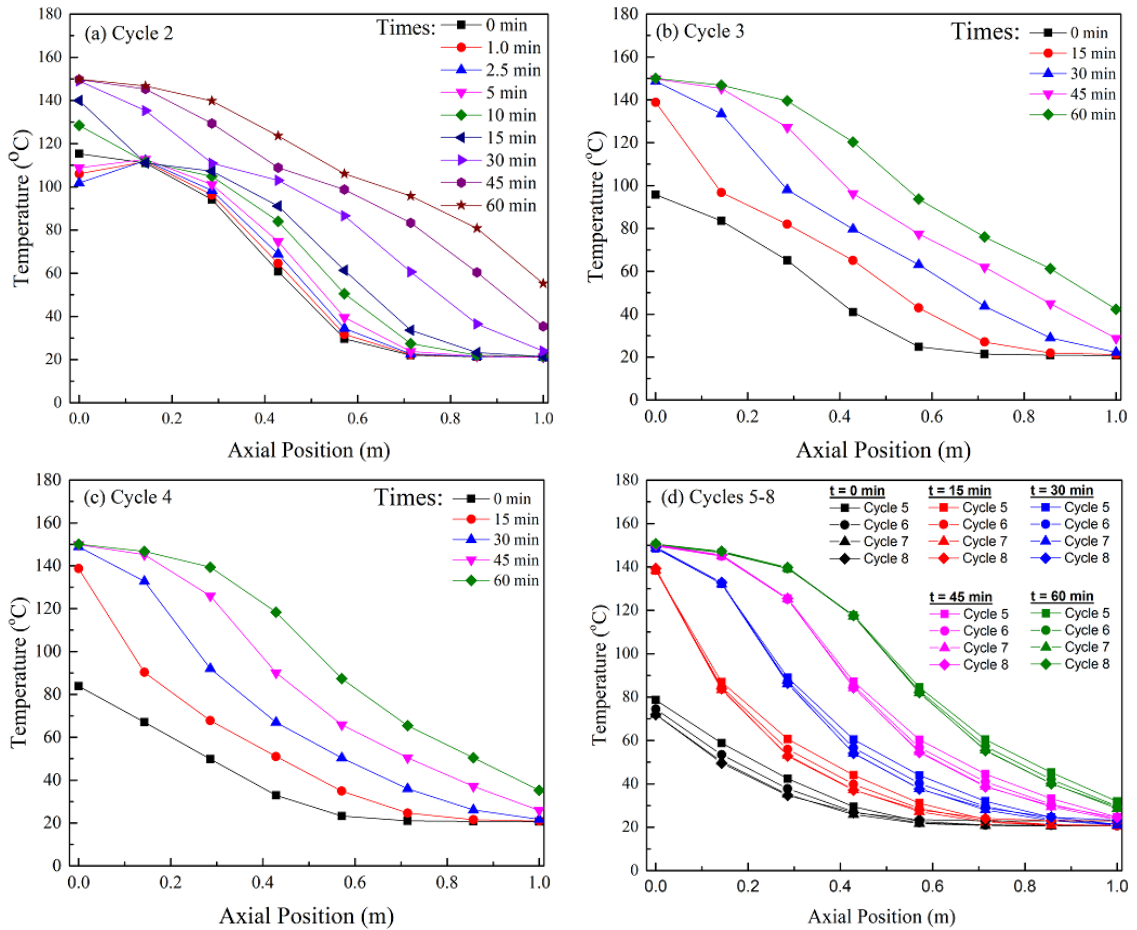 (a) Cycle 2
Times:
0 min
1.0 min
2.5 min
5 min
10 min
15 min
30 min
45 min
60 min
Temperature (°C)
180
160
140
120
100
80
60
40
20
0
0.0 0.2 0.4 0.6 0.8 1.0
Axial Position (m)
(b) Cycle 3
Times:
0 min
15 min
30 min
45 min
60 min
Temperature (°C)
180
160
140
120
100
80
60
40
20
0
0.0 0.2 0.4 0.6 0.8 1.0
Axial Position (m)
(c) Cycle 4
Times:
0 min
15 min
30 min
45 min
60 min
Temperature (°C)
180
160
140
120
100
80
60
40
20
0
0.0 0.2 0.4 0.6 0.8 1.0
Axial Position (m)
(d) Cycles 5-8
t = 0 min
Cycle 5
Cycle 6
Cycle 7
Cycle 8
t = 15 min
Cycle 5
Cycle 6
Cycle 7
Cycle 8
t = 30 min
Cycle 5
Cycle 6
Cycle 7
Cycle 8
t = 45 min
Cycle 5
Cycle 6
Cycle 7
Cycle 8
t = 60 min
Cycle 5
Cycle 6
Cycle 7
Cycle 8
Temperature (°C)
180
160
140
120
100
80
60
40
20
0
0.0 0.2 0.4 0.6 0.8 1.0
Axial Position (m)